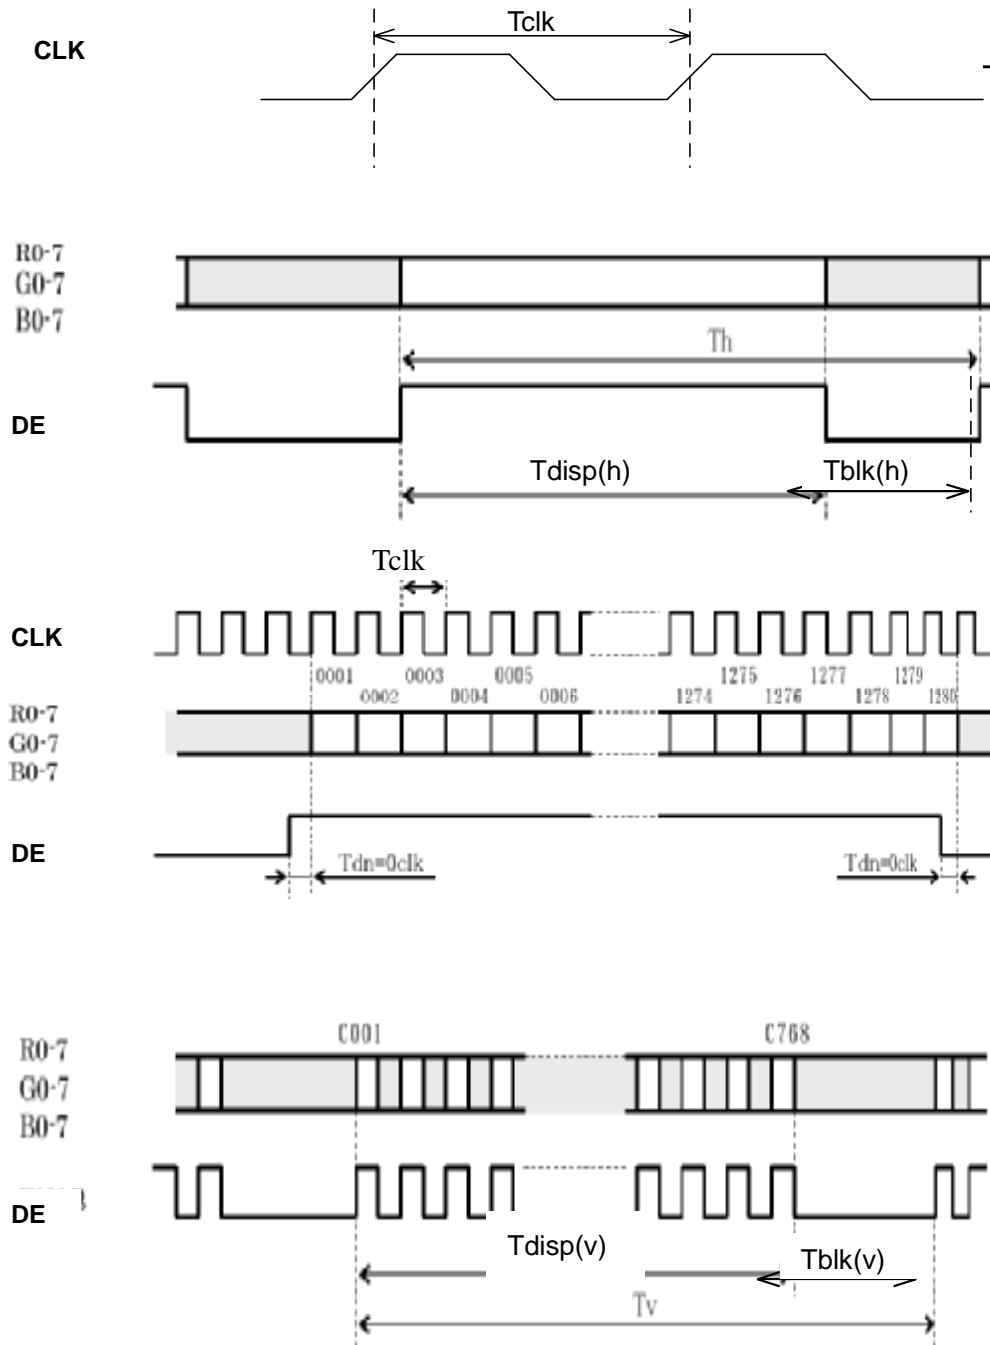 Tclk
CLK
R0-7
G0-7
B0-7
Th
DE
Tdisp(h)
Tblk(h)
Tclk
CLK
0001 0003 0005 1275 1277 1279
0002 0004 0006 1274 1276 1278 1280
R0-7
G0-7
B0-7
DE
Tdn=0clk
Tdn=0clk
C001
C768
R0-7
G0-7
B0-7
DE
Tdisp(v)
Tblk(v)
Tv